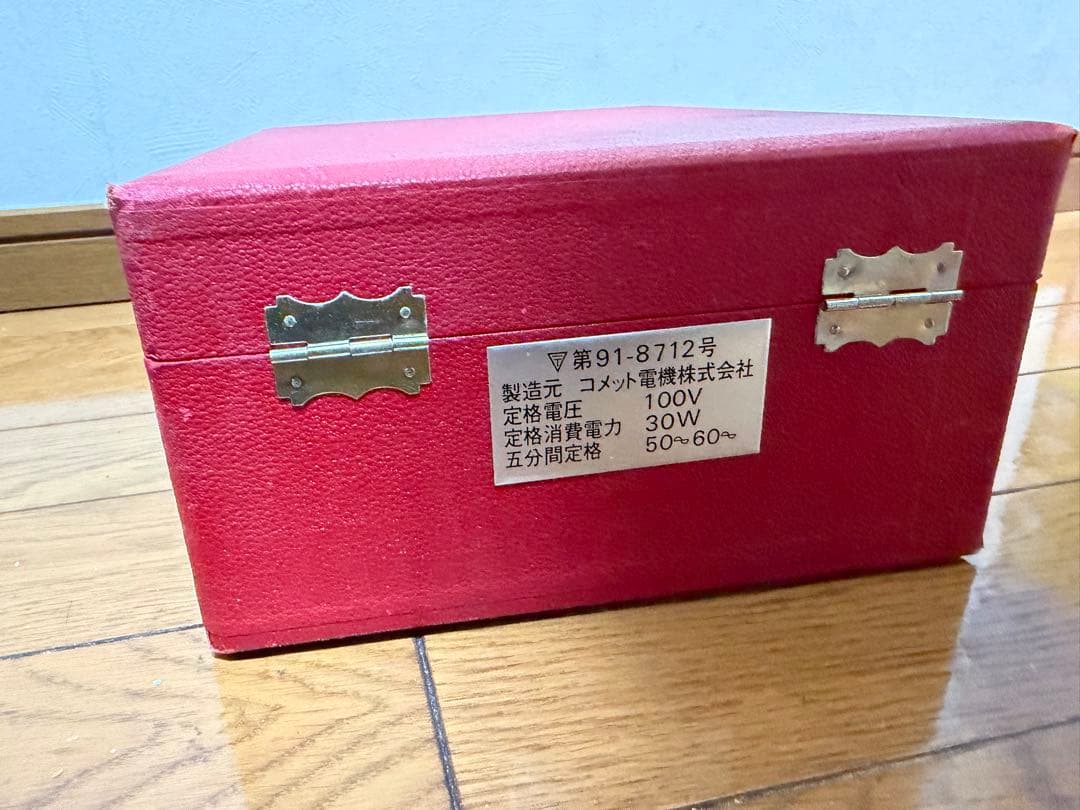 第91-8712号
製造元 コメット電機株式会社
定格電圧 100V
定格消費電力 30W
五分間定格 50~60~